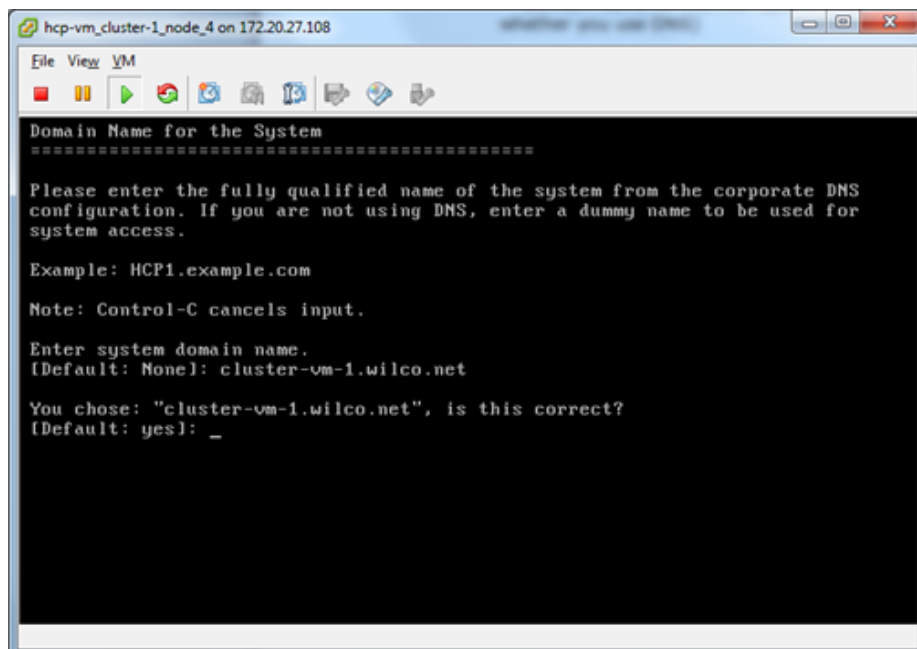 hcp-vm_cluster-1_node_4 on 172.20.27.108
whether you use DNS)
File View VM
Domain Name for the System
=============================================
Please enter the fully qualified name of the system from the corporate DNS
configuration. If you are not using DNS, enter a dummy name to be used for
system access.
Example: HCP1.example.com
Note: Control-C cancels input.
Enter system domain name.
[Default: None]: cluster-vm-1.wilco.net
You chose: "cluster-vm-1.wilco.net", is this correct?
[Default: yes]: _